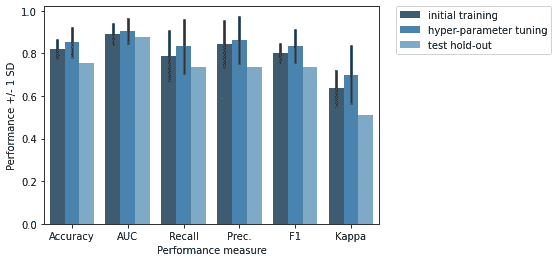 1.0
0.8
0.6
0.4
0.2
0.0
Performance +/- 1 SD
Accuracy AUC Recall Prec. F1 Kappa
Performance measure
initial training
hyper-parameter tuning
test hold-out